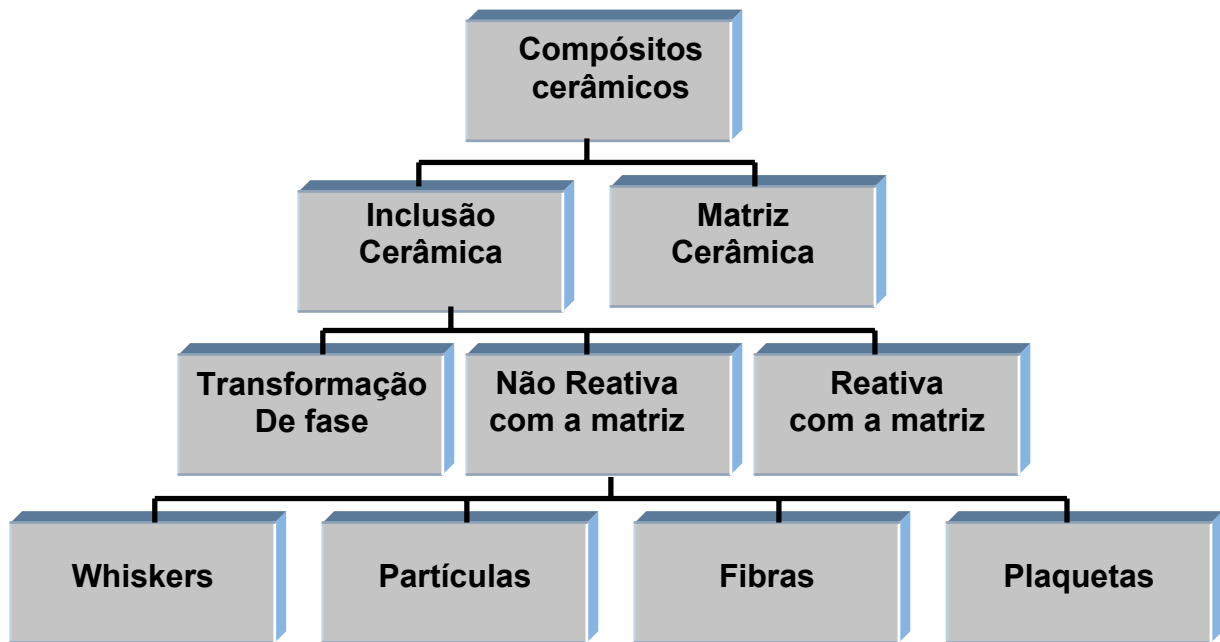 Compósitos
cerâmicos
Inclusão
Cerâmica
Matriz
Cerâmica
Transformação
De fase
Não Reativa
com a matriz
Reativa
com a matriz
Whiskers
Partículas
Fibras
Plaquetas